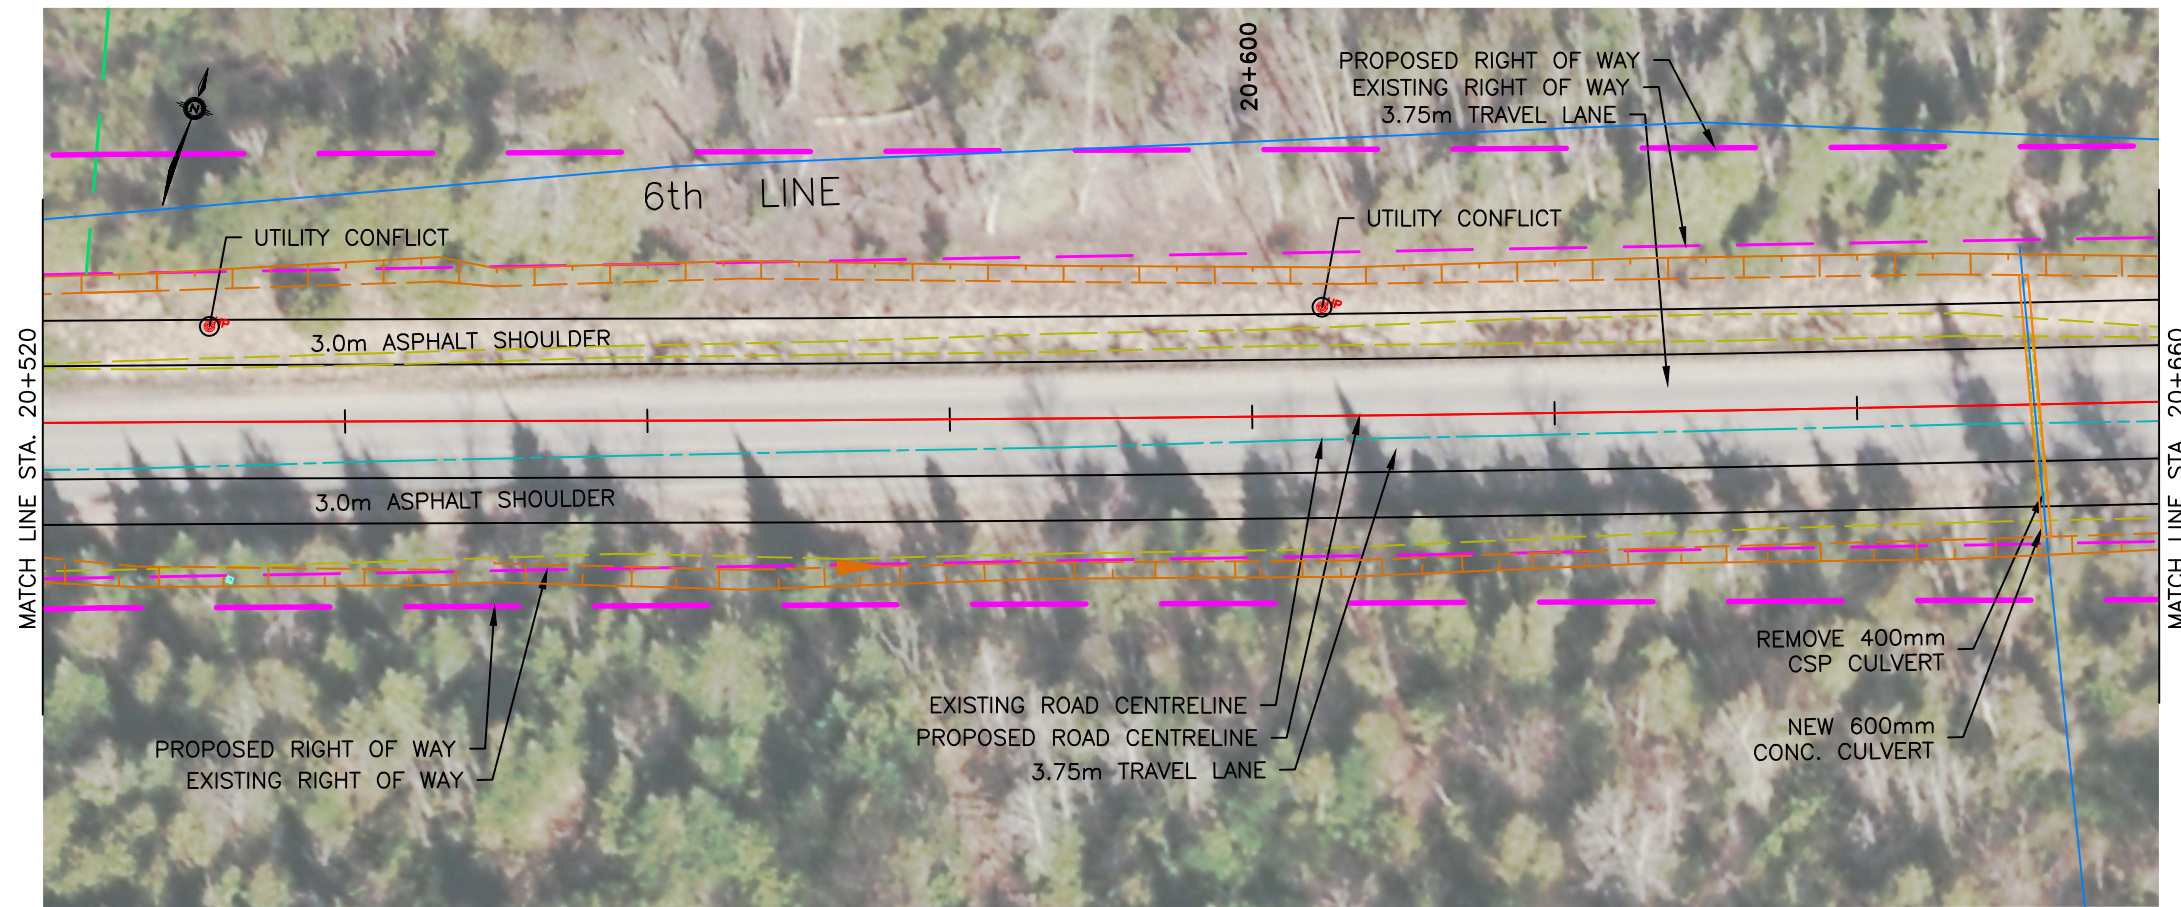 20+600
PROPOSED RIGHT OF WAY
EXISTING RIGHT OF WAY
3.75m TRAVEL LANE
N
6th LINE
UTILITY CONFLICT
UTILITY CONFLICT
3.0m ASPHALT SHOULDER
3.0m ASPHALT SHOULDER
MATCH LINE STA. 20+520
MATCH LINE STA. 20+660
REMOVE 400mm
CSP CULVERT
NEW 600mm
CONC. CULVERT
EXISTING ROAD CENTRELINE
PROPOSED ROAD CENTRELINE
3.75m TRAVEL LANE
PROPOSED RIGHT OF WAY
EXISTING RIGHT OF WAY